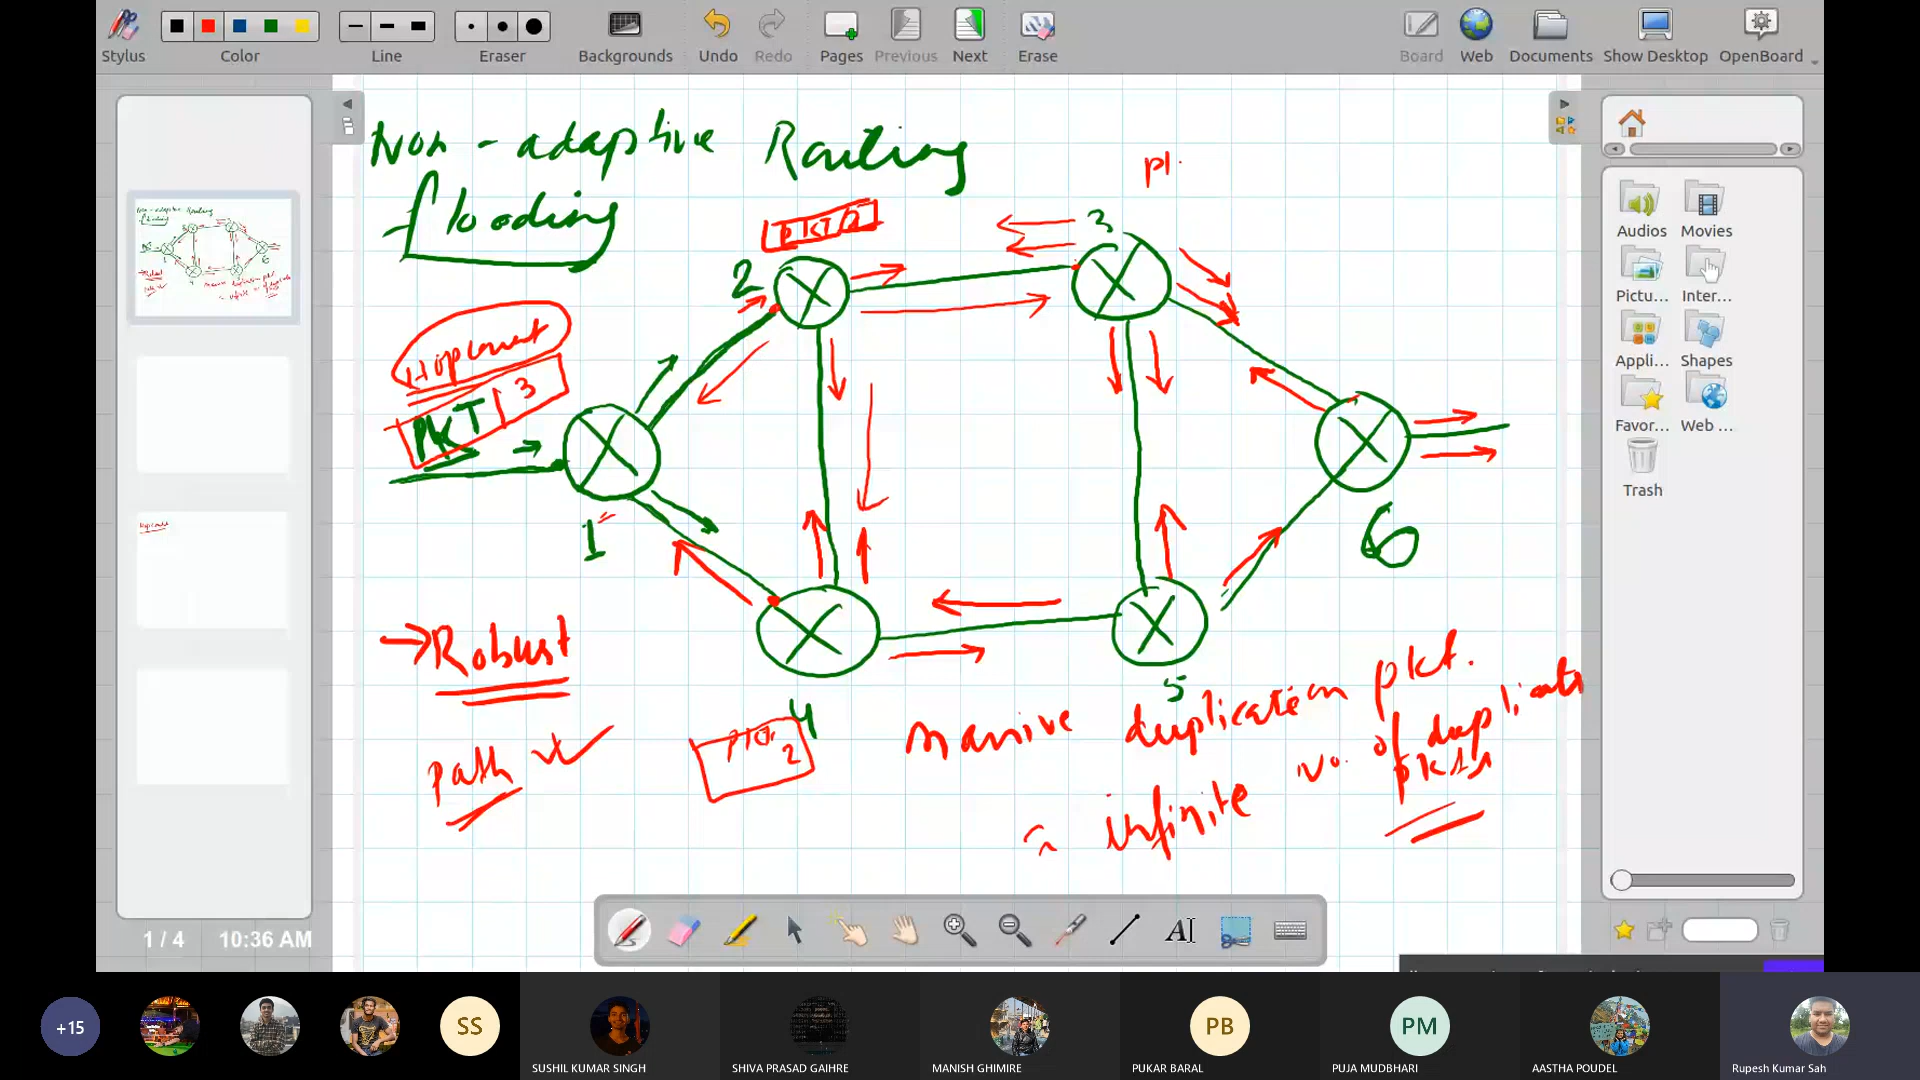 Stylus
Color
Line
Eraser
Backgrounds
Undo
Redo
Pages
Previous
Next
Erase
Board
Web
Documents
Show Desktop
OpenBoard
Non-adaptive Routing
flooding
pl
PKT 2
2
3
Hopcount
PKT 3
1
6
→Robust
5
4
path
PKT 2
massive duplication pkt.
≈ infinite no. of duplicate
pkts
Audios
Movies
Pictu...
Inter...
Appli...
Shapes
Favor...
Web ...
Trash
1 / 4
10:36 AM
+15
SS
PB
PM
SUSHIL KUMAR SINGH
SHIVA PRASAD GAIHRE
MANISH GHIMIRE
PUKAR BARAL
PUJA MUDBHARI
AASTHA POUDEL
Rupesh Kumar Sah